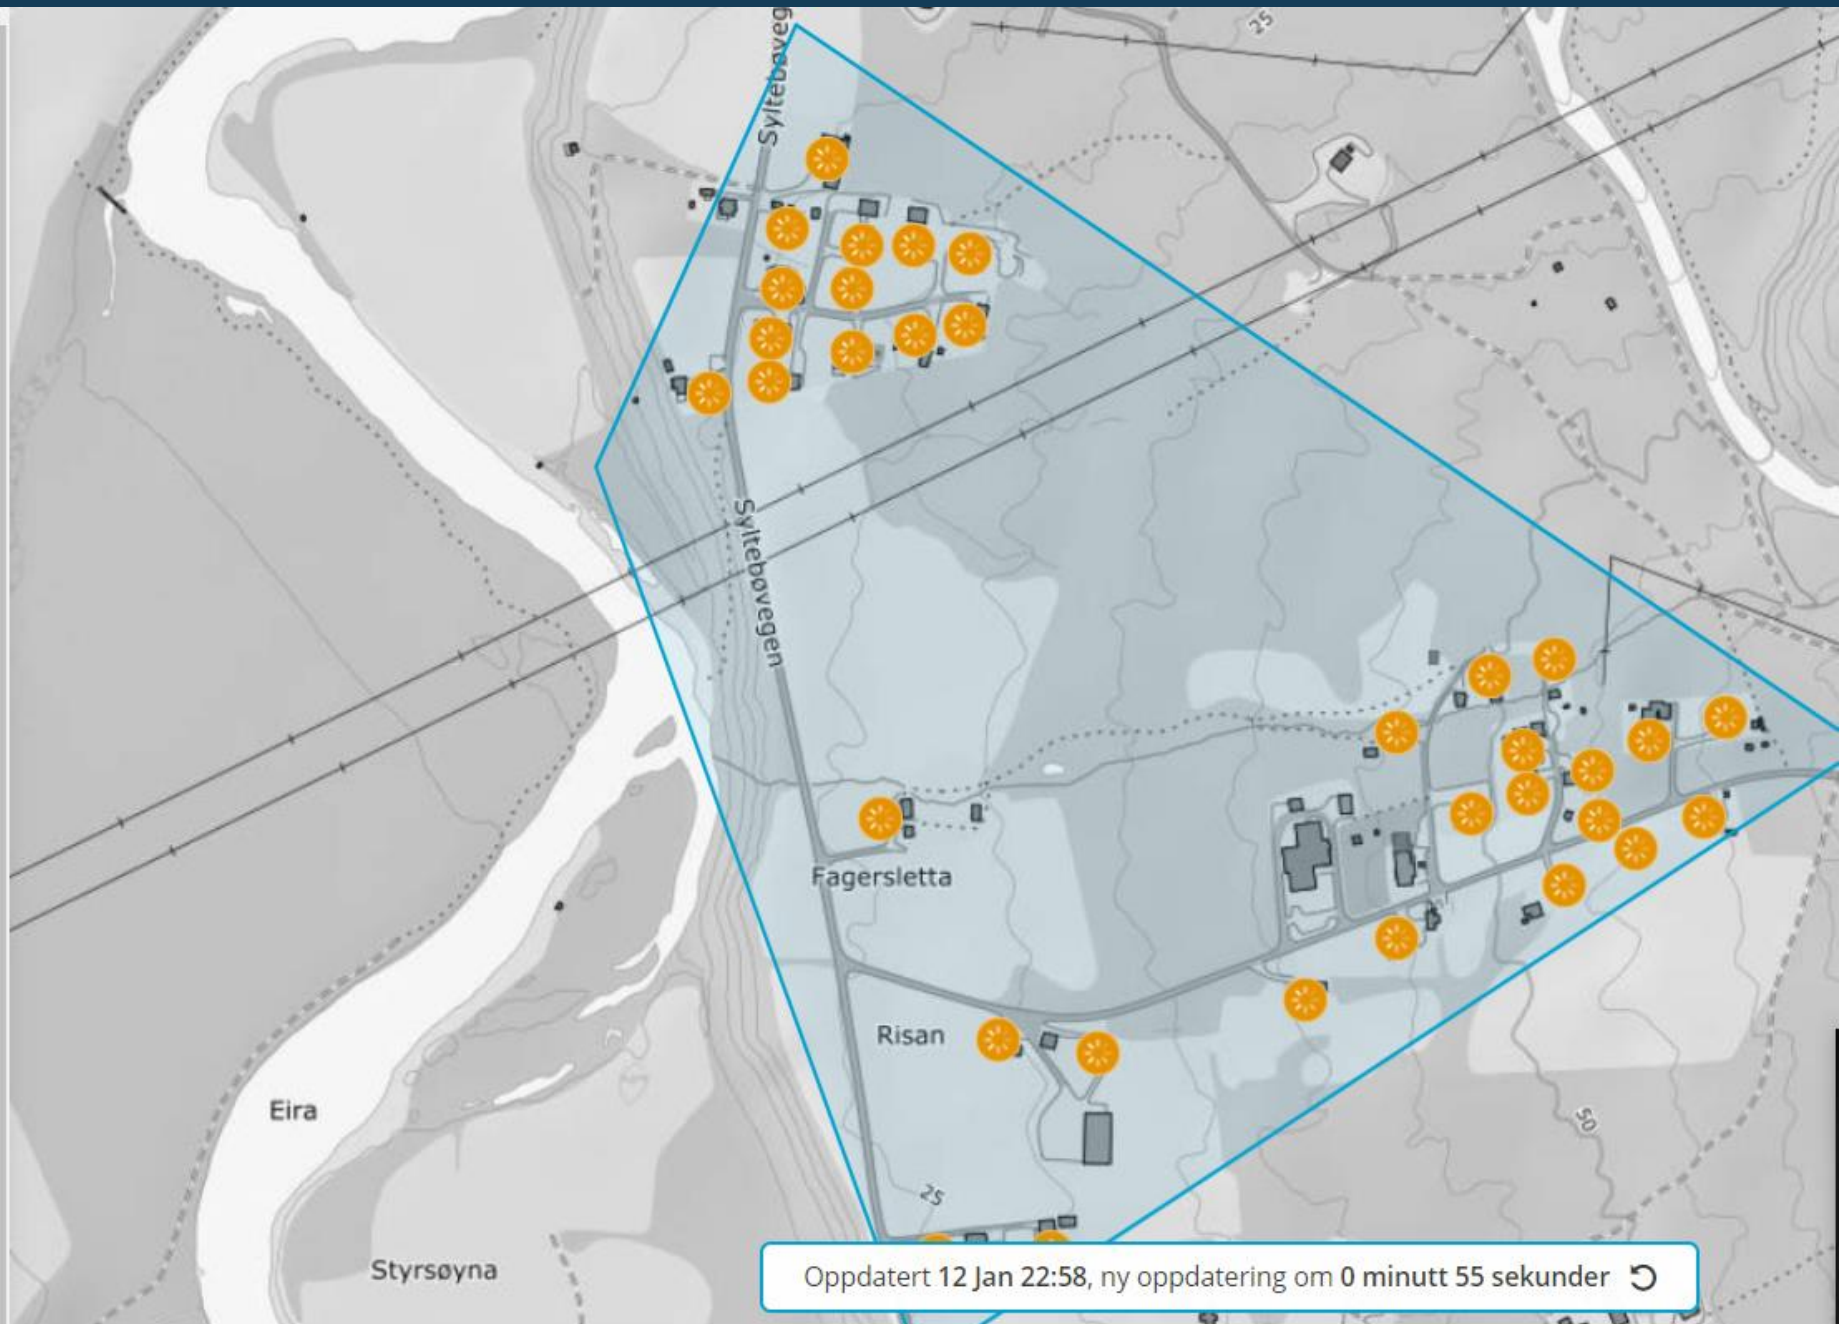 Syltebøveg
25
Syltebøvegen
Fagersletta
Risan
Eira
50
25
Styrsøyna
Oppdatert 12 Jan 22:58, ny oppdatering om 0 minutt 55 sekunder